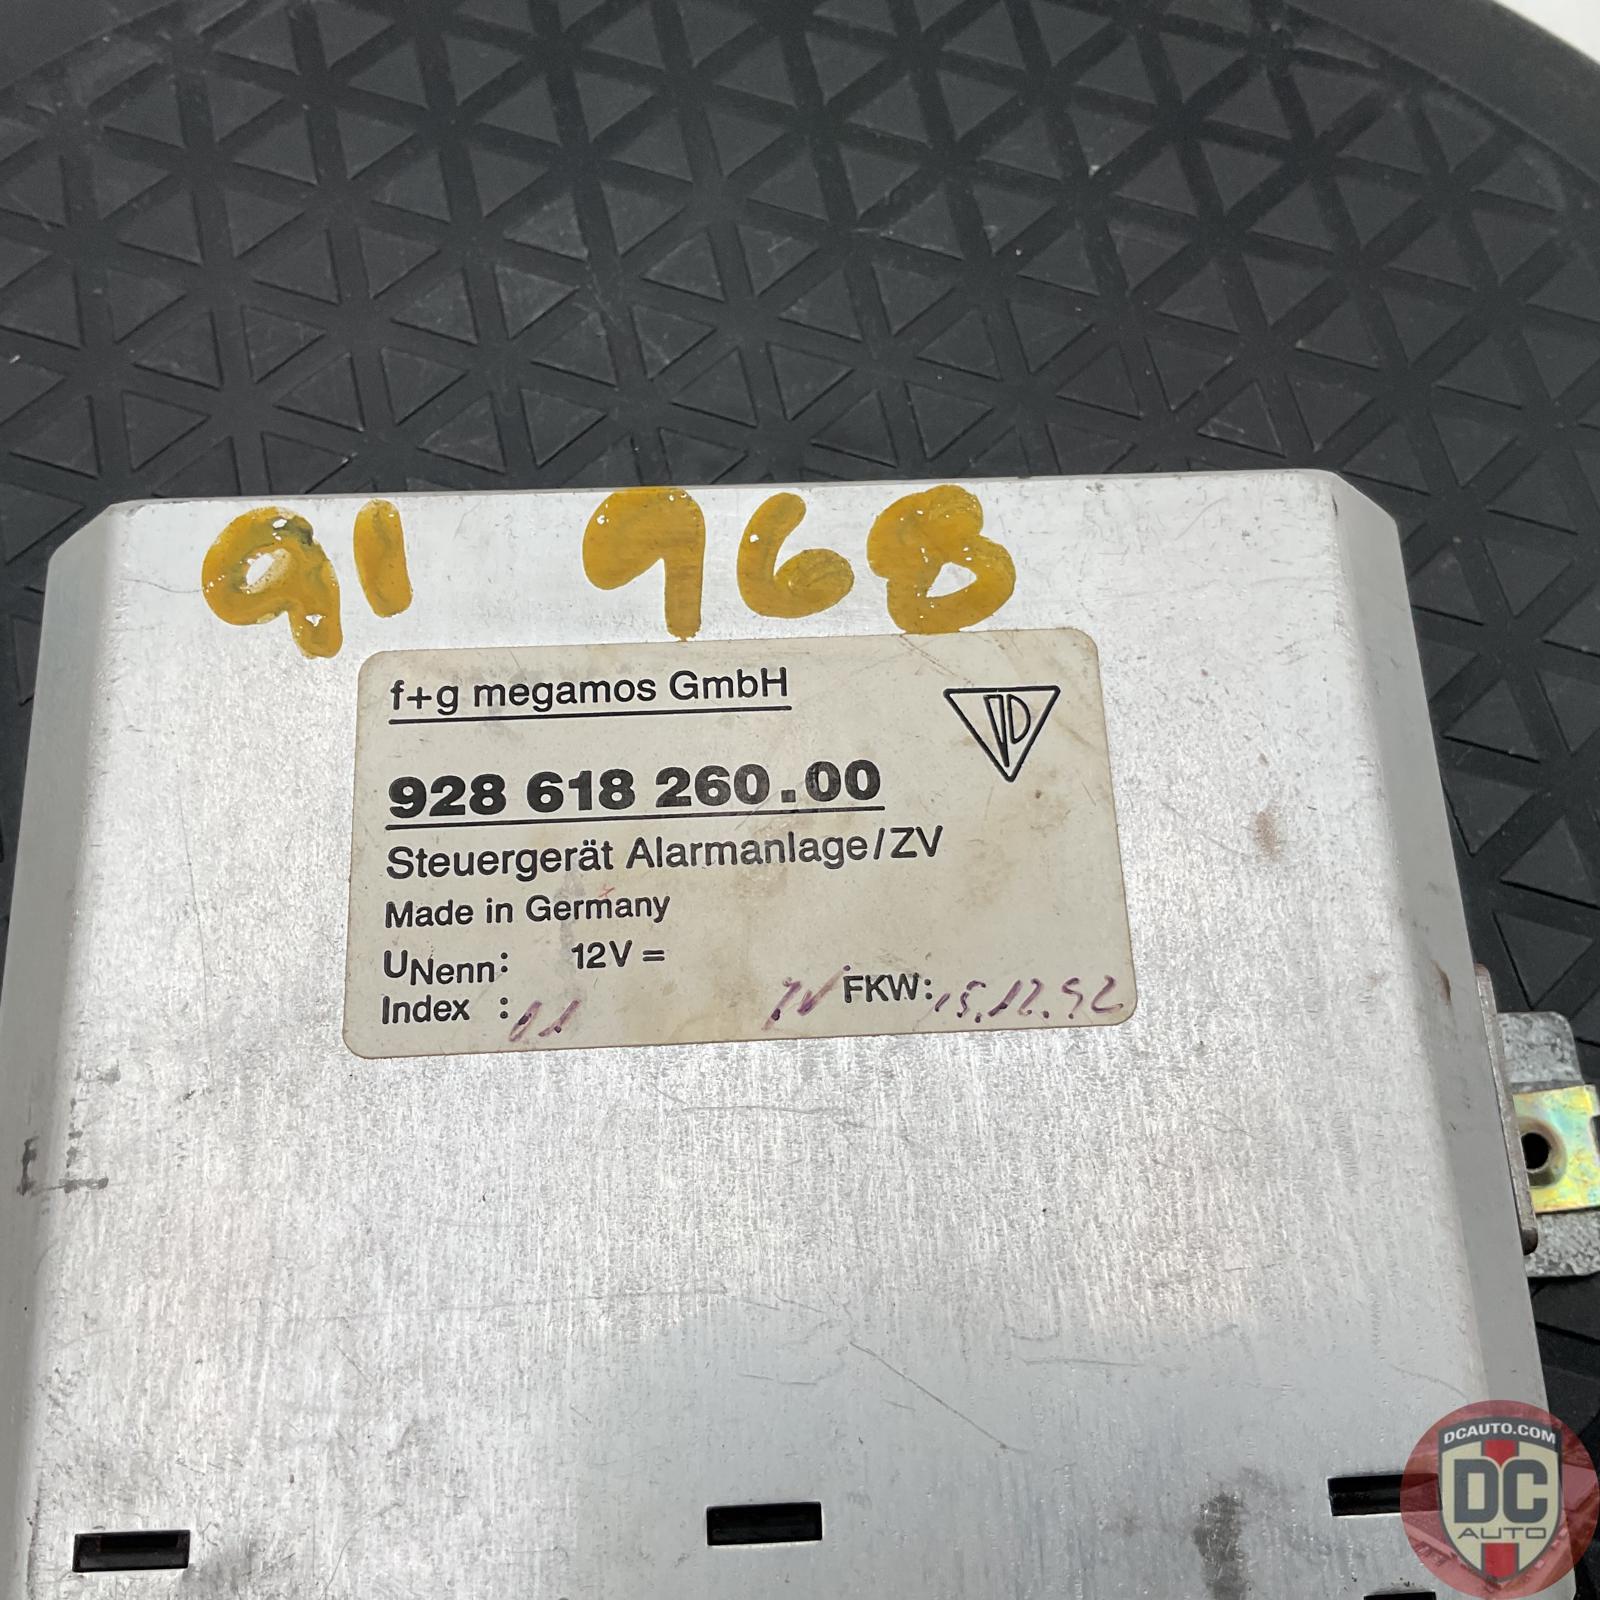 91 968
f+g megamos GmbH
928 618 260.00
Steuergerät Alarmanlage/ZV
Made in Germany
UNenn: 12V =
Index : 01
FKW: 15.12.92
DCAUTO.COM
DC
AUTO